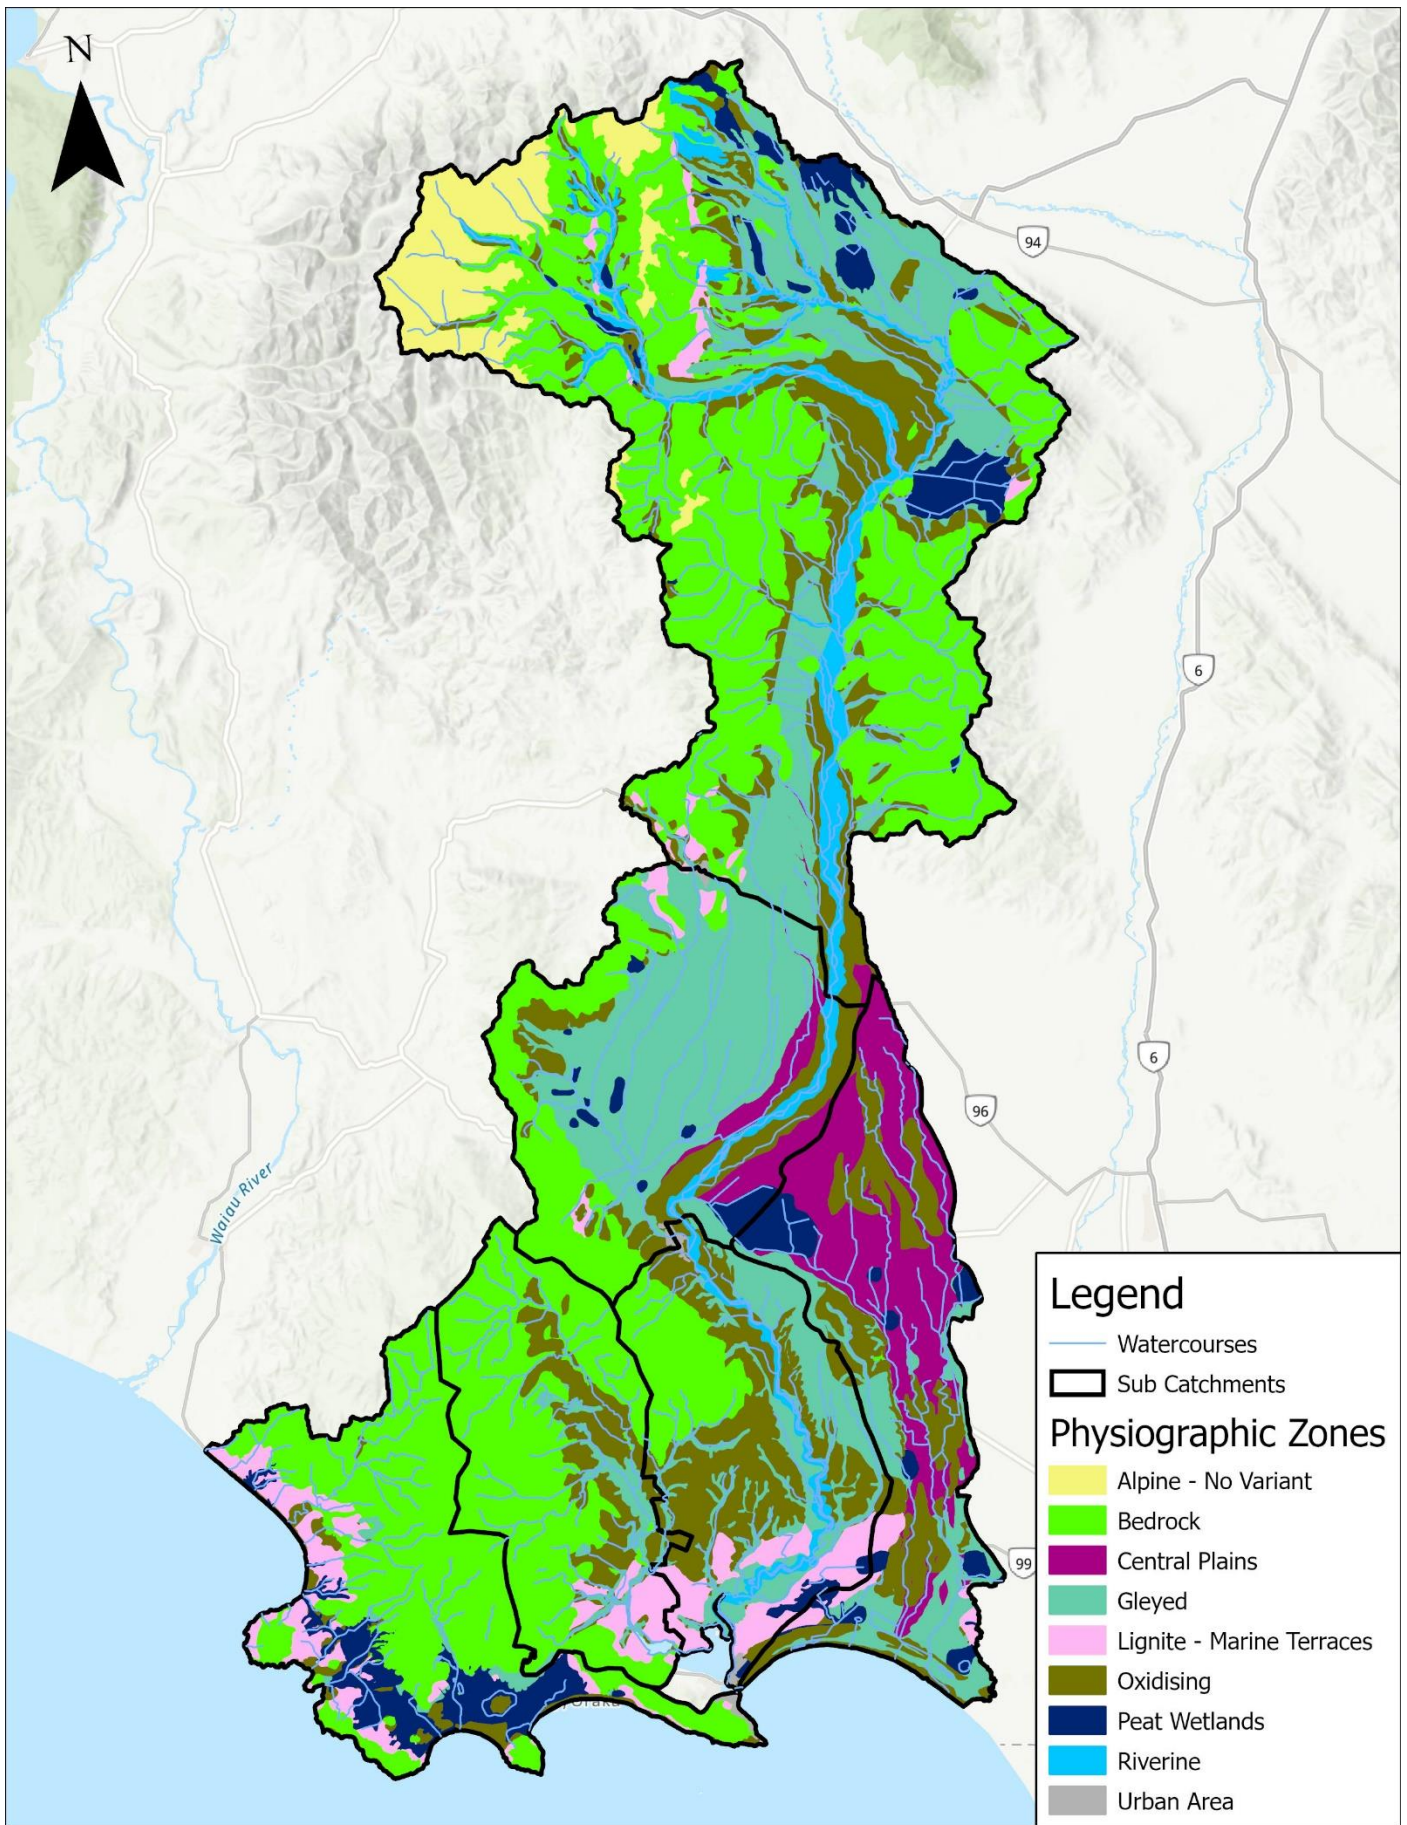 N
94
6
6
96
Waiau River
99
Legend
Watercourses
Sub Catchments
Physiographic Zones
Alpine - No Variant
Bedrock
Central Plains
Gleyed
Lignite - Marine Terraces
Oxidising
Peat Wetlands
Riverine
Urban Area